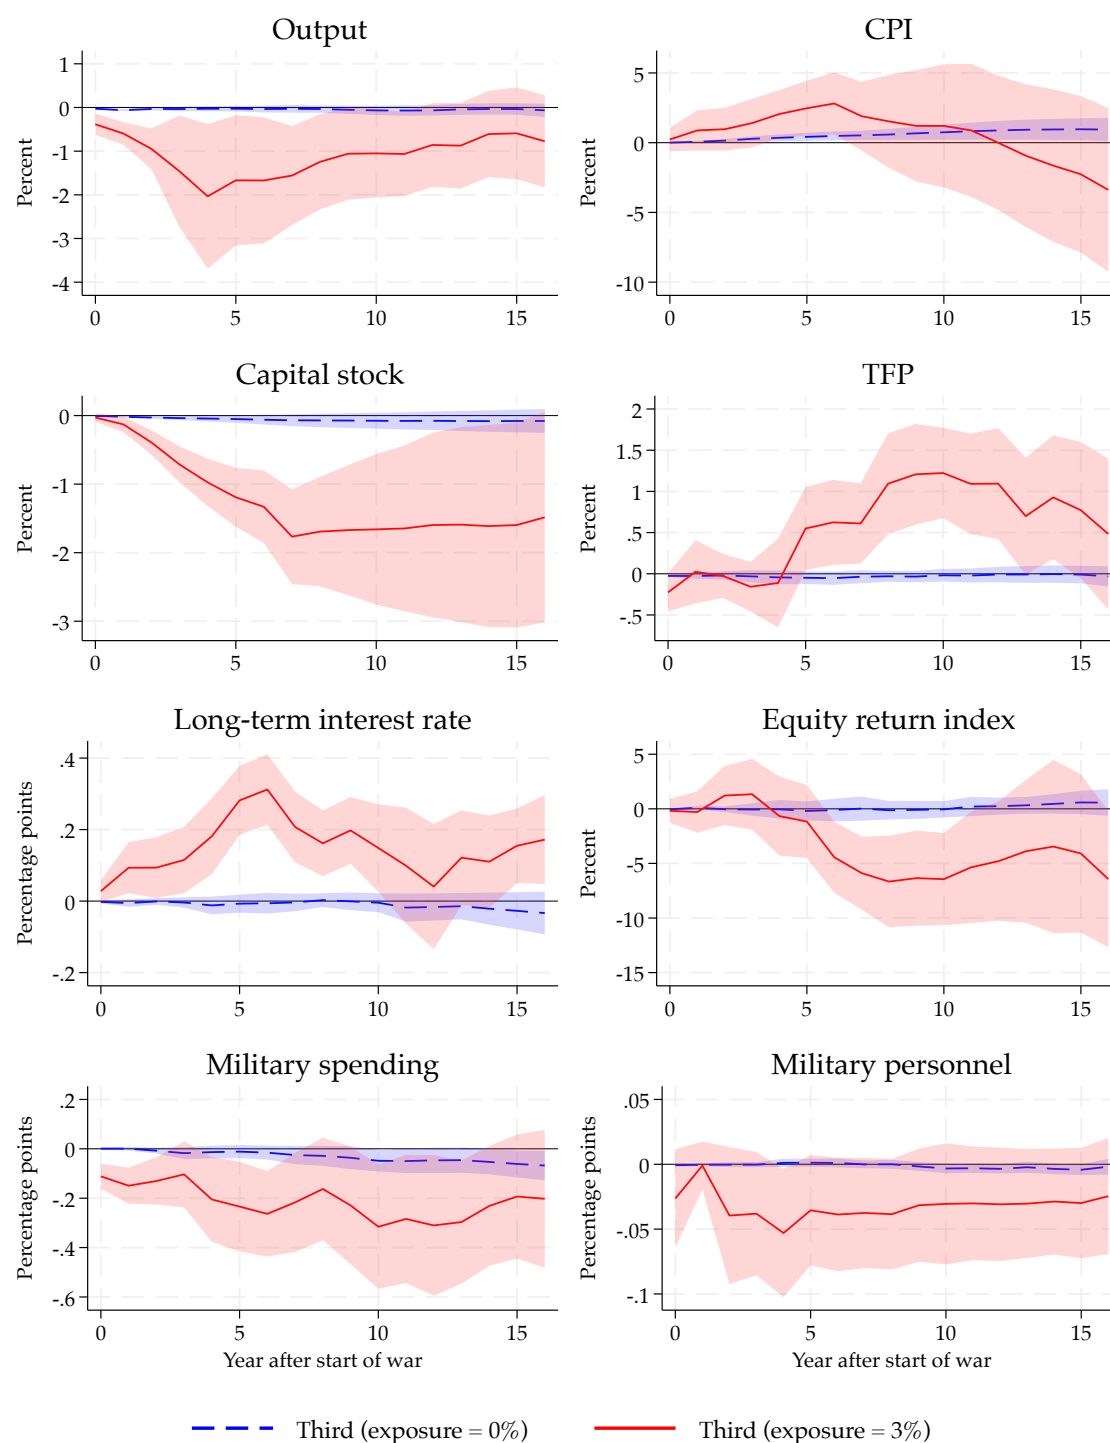 Output
CPI
Percent
1
0
-1
-2
-3
-4
0 5 10 15
Percent
5
0
-5
-10
0 5 10 15
Capital stock
TFP
Percent
0
-1
-2
-3
0 5 10 15
Percent
2
1.5
1
.5
0
-.5
0 5 10 15
Long-term interest rate
Equity return index
Percentage points
.4
.2
0
-.2
0 5 10 15
Percent
5
0
-5
-10
-15
0 5 10 15
Military spending
Military personnel
Percentage points
.2
0
-.2
-.4
-.6
0 5 10 15
Year after start of war
Percentage points
.05
0
-.05
-.1
0 5 10 15
Year after start of war
Third (exposure = 0%)
Third (exposure = 3%)